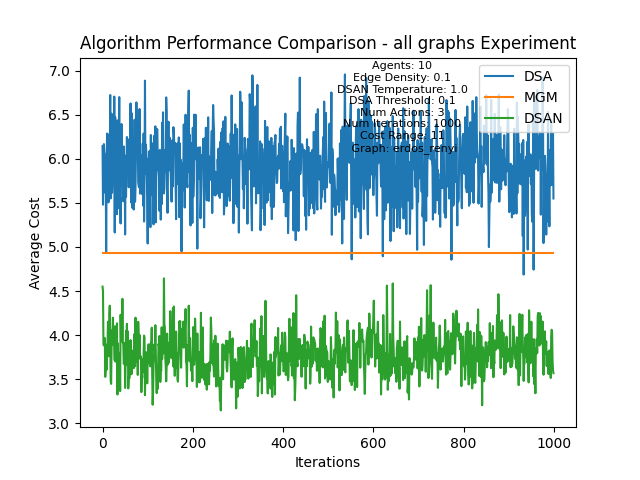 Algorithm Performance Comparison - all graphs Experiment
Agents: 10
Edge Density: 0.1
DSAN Temperature: 1.0
DSA Threshold: 0.1
Num Actions: 3
Num Iterations: 1000
Cost Range: 11
Graph: erdos_renyi
DSA
MGM
DSAN
Average Cost
7.0
6.5
6.0
5.5
5.0
4.5
4.0
3.5
3.0
0
200
400
600
800
1000
Iterations